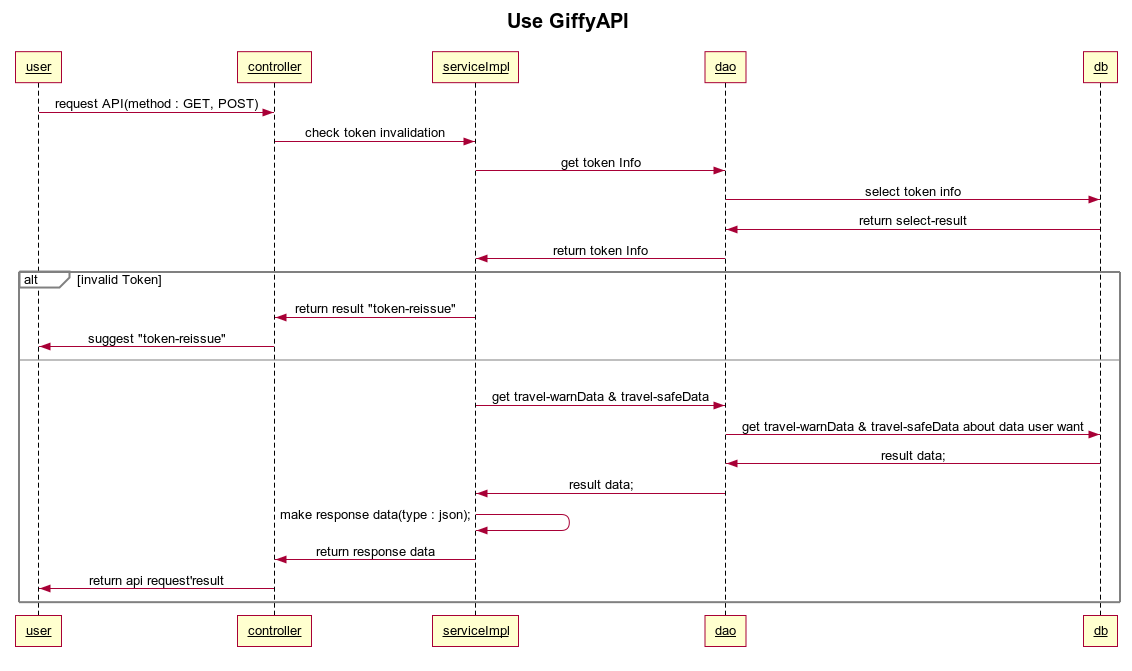 Use GiffyAPI
user controller serviceImpl dao db
request API(method : GET, POST)
check token invalidation
get token Info
select token info
return select-result
return token Info
alt [invalid Token]
return result "token-reissue"
suggest "token-reissue"
get travel-warnData & travel-safeData
get travel-warnData & travel-safeData about data user want
result data;
result data;
make response data(type : json);
return response data
return api request'result
user controller serviceImpl dao db